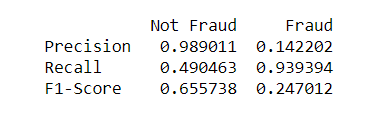 Not Fraud Fraud
Precision 0.989011 0.142202
Recall 0.490463 0.939394
F1-Score 0.655738 0.247012